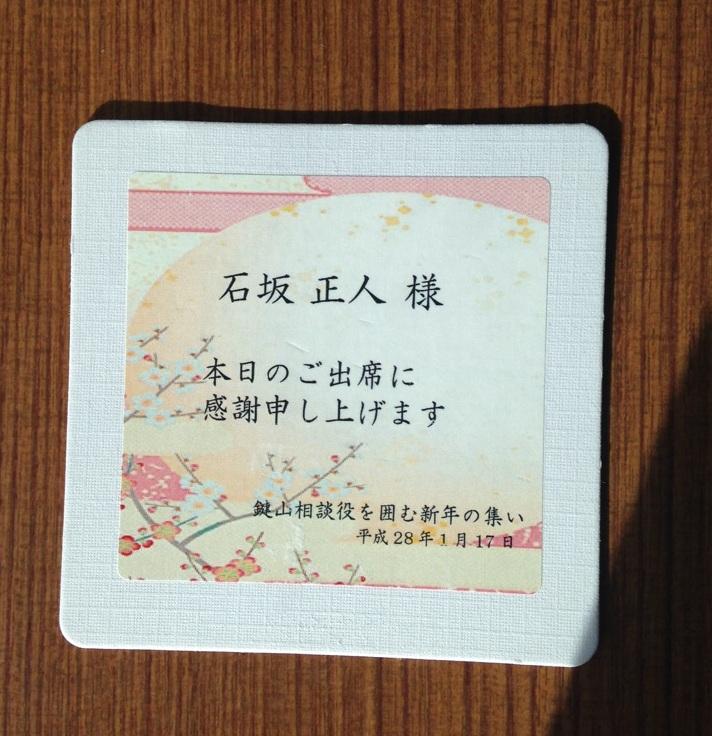 石坂 正人 様
本日のご出席に
感謝申し上げます
鍵山相談役を囲む新年の集い
平成28年1月17日